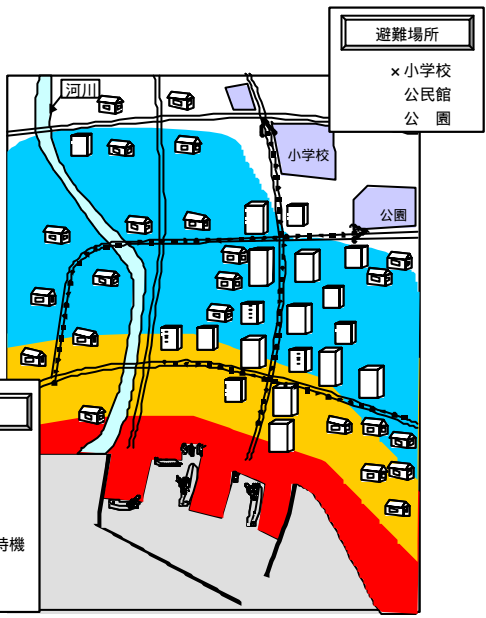 避難場所
×小学校
公民館
公　園
河川
小学校
公園
待機